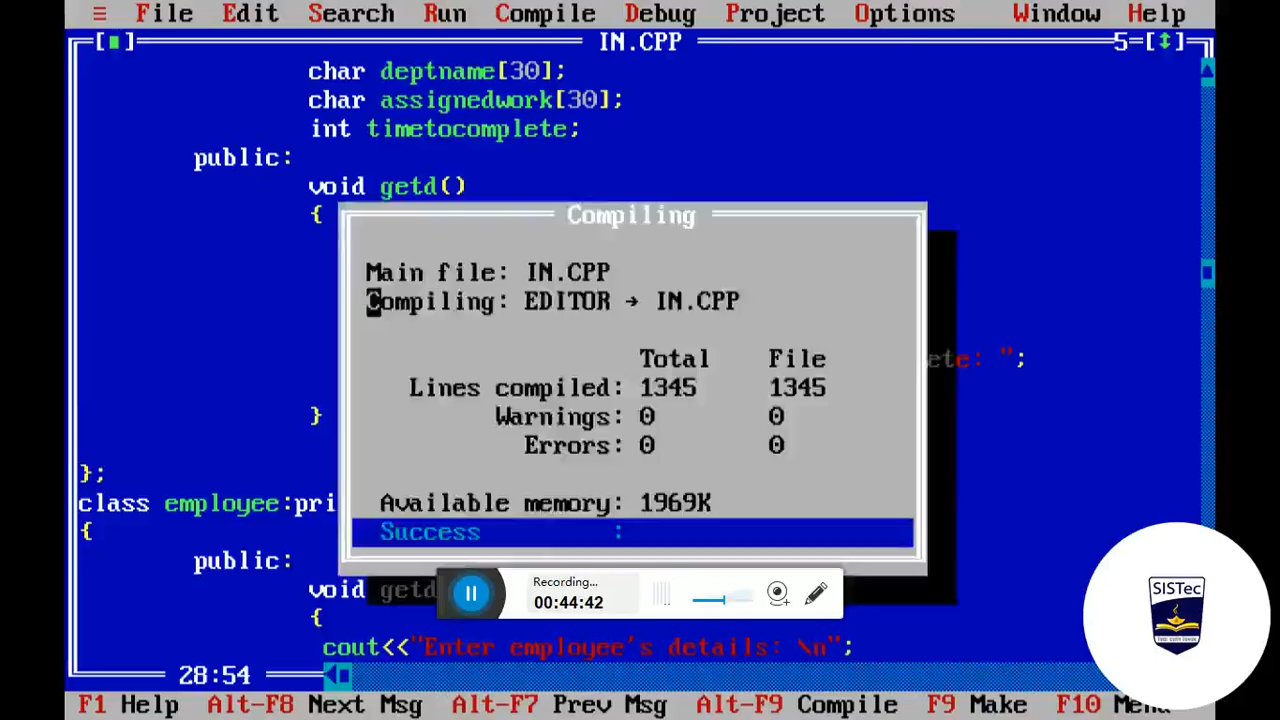 ≡ File Edit Search Run Compile Debug Project Options Window Help
[■] IN.CPP 5=[↕]
char deptname[30];
char assignedwork[30];
int timetocomplete;
public:
void getd()
{
Compiling
Main file: IN.CPP
Compiling: EDITOR → IN.CPP
ete: ";
Total File
Lines compiled: 1345 1345
Warnings: 0 0
}
Errors: 0 0
};
class employee:pri
Available memory: 1969K
{
Success :
public:
void getd
Recording...
00:44:42
{
cout<<"Enter employee's details: \n";
28:54
F1 Help Alt-F8 Next Msg Alt-F7 Prev Msg Alt-F9 Compile F9 Make F10 Menu
SISTec